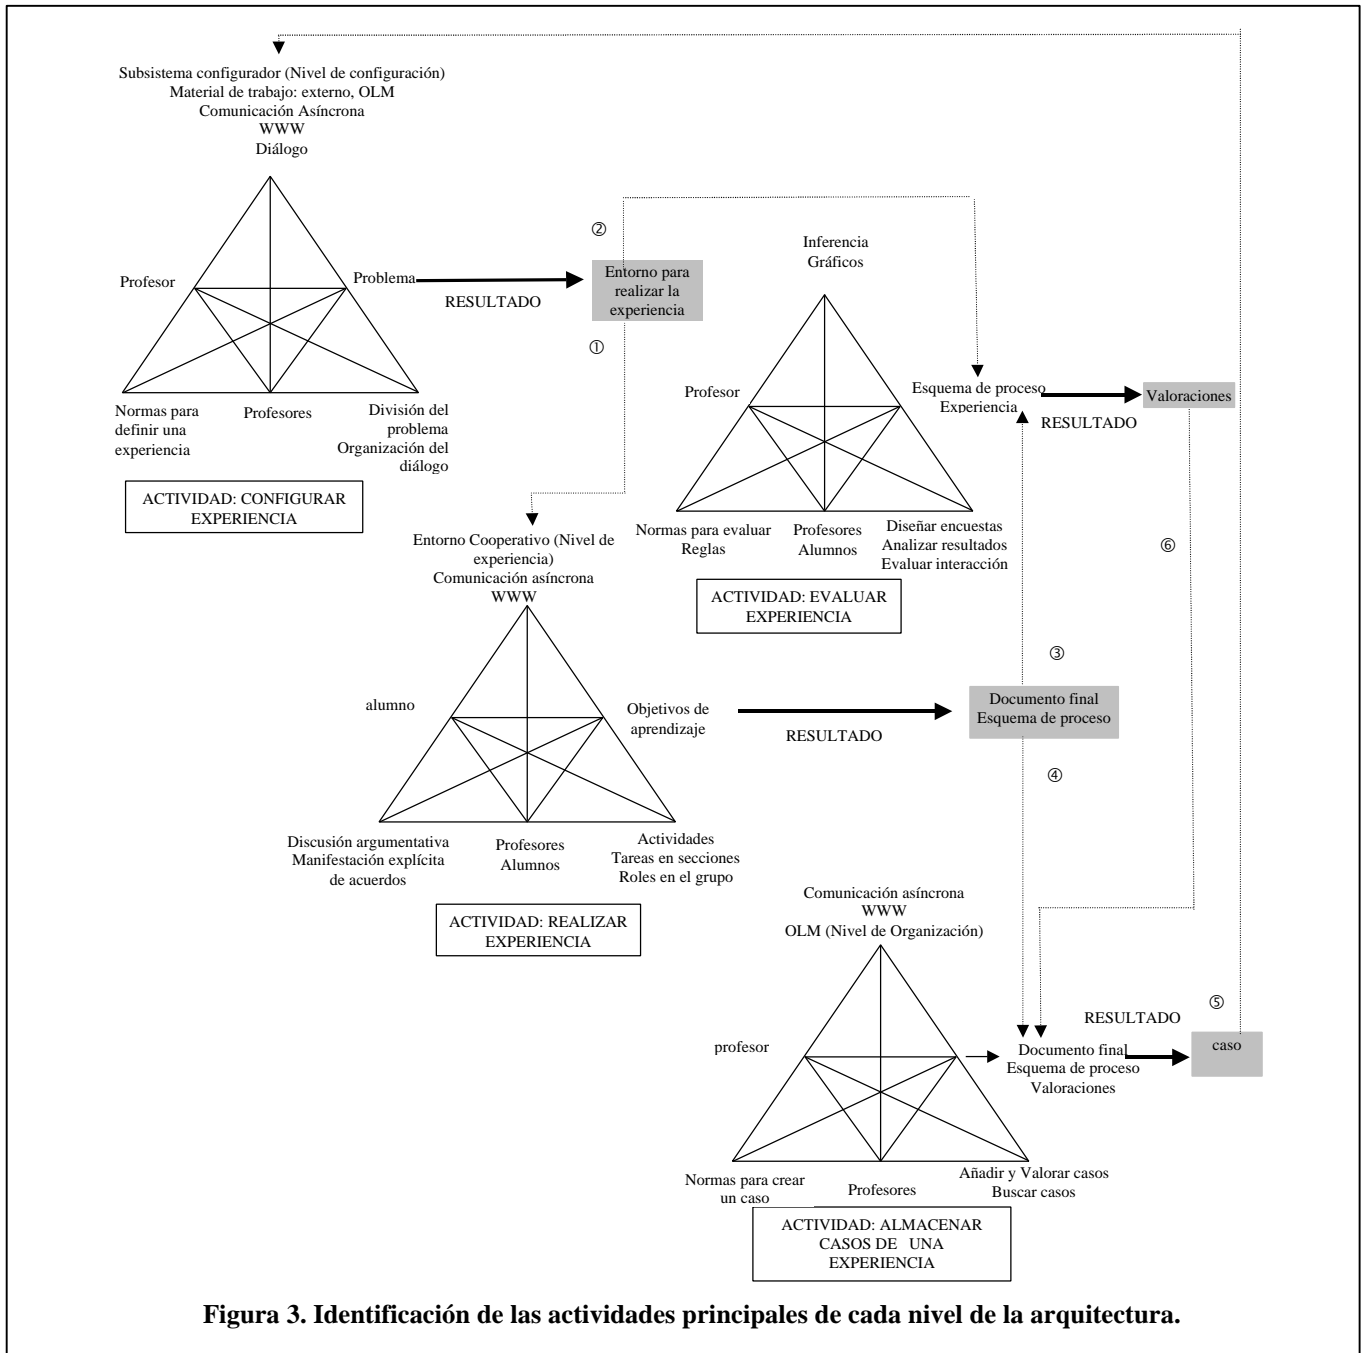 Subsistema configurador (Nivel de configuración)
Material de trabajo: externo, OLM
Comunicación Asíncrona
WWW
Diálogo
Profesor
Problema
RESULTADO
②
Entorno para
realizar la
experiencia
①
Normas para
definir una
experiencia
Profesores
División del
problema
Organización del
diálogo
ACTIVIDAD: CONFIGURAR
EXPERIENCIA
Inferencia
Gráficos
Profesor
Esquema de proceso
Experiencia
RESULTADO
Valoraciones
Normas para evaluar
Reglas
Profesores
Alumnos
Diseñar encuestas
Analizar resultados
Evaluar interacción
ACTIVIDAD: EVALUAR
EXPERIENCIA
⑥
Entorno Cooperativo (Nivel de
experiencia)
Comunicación asíncrona
WWW
alumno
Objetivos de
aprendizaje
RESULTADO
③
Documento final
Esquema de proceso
④
Discusión argumentativa
Manifestación explícita
de acuerdos
Profesores
Alumnos
Actividades
Tareas en secciones
Roles en el grupo
ACTIVIDAD: REALIZAR
EXPERIENCIA
Comunicación asíncrona
WWW
OLM (Nivel de Organización)
profesor
Documento final
Esquema de proceso
Valoraciones
RESULTADO
⑤
caso
Normas para crear
un caso
Profesores
Añadir y Valorar casos
Buscar casos
ACTIVIDAD: ALMACENAR
CASOS DE UNA
EXPERIENCIA
Figura 3. Identificación de las actividades principales de cada nivel de la arquitectura.